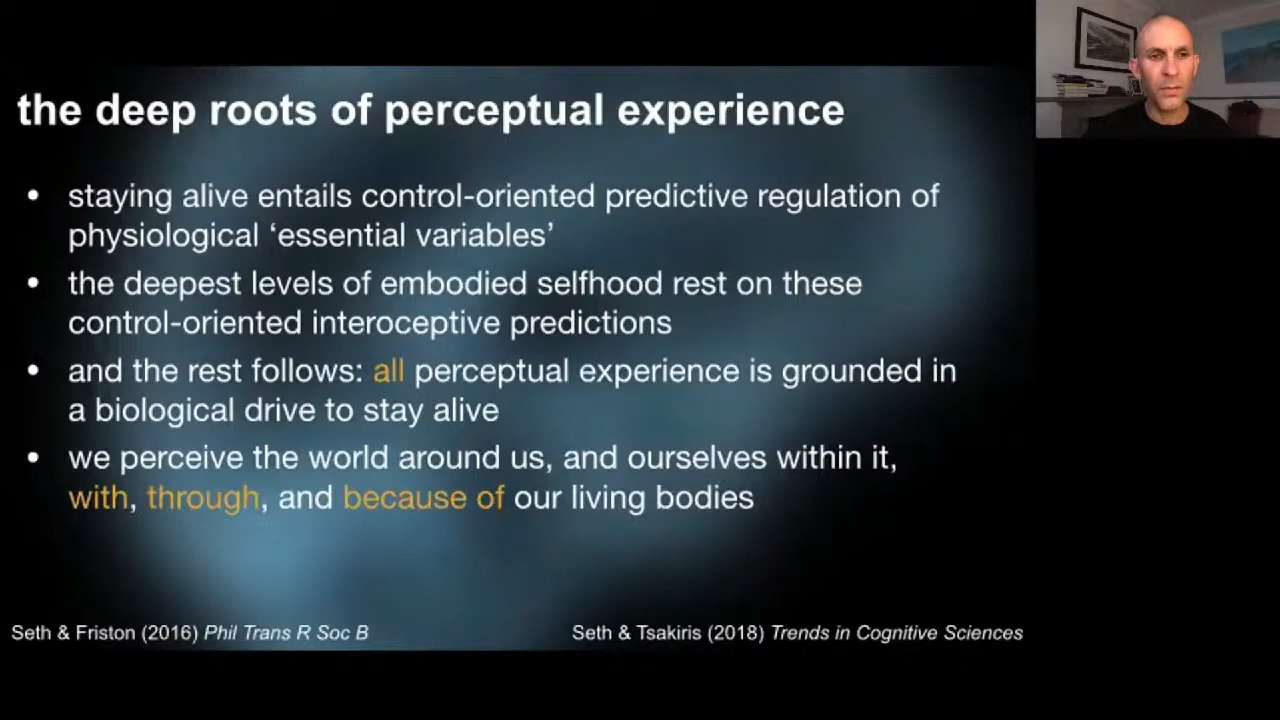 the deep roots of perceptual experience
• staying alive entails control-oriented predictive regulation of
physiological ‘essential variables’
• the deepest levels of embodied selfhood rest on these
control-oriented interoceptive predictions
• and the rest follows: all perceptual experience is grounded in
a biological drive to stay alive
• we perceive the world around us, and ourselves within it,
with, through, and because of our living bodies
Seth & Friston (2016) Phil Trans R Soc B
Seth & Tsakiris (2018) Trends in Cognitive Sciences